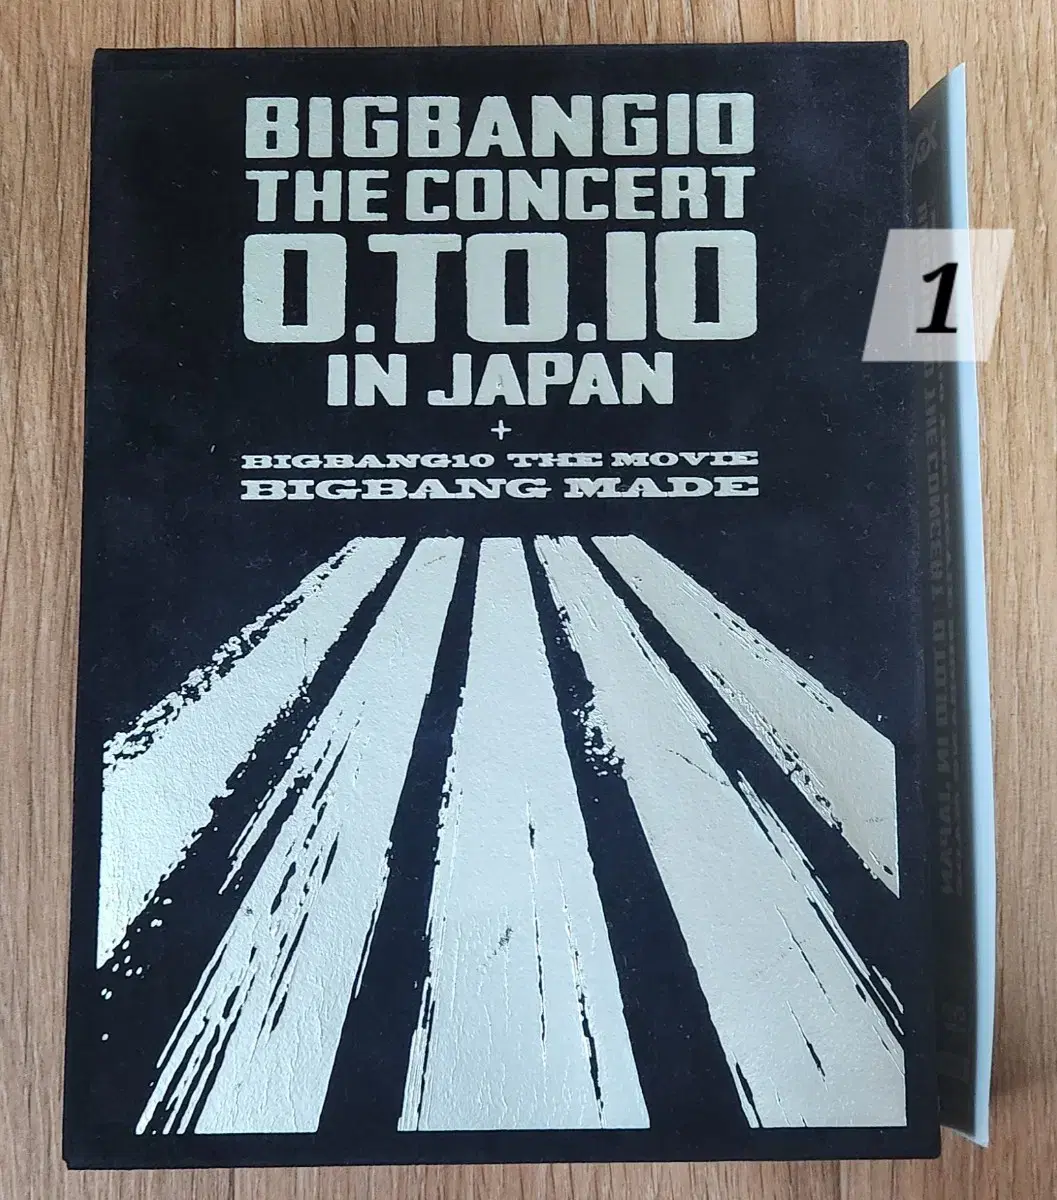 BIGBANG10
THE CONCERT
0.TO.10
IN JAPAN
+
BIGBANG10 THE MOVIE
BIGBANG MADE
1